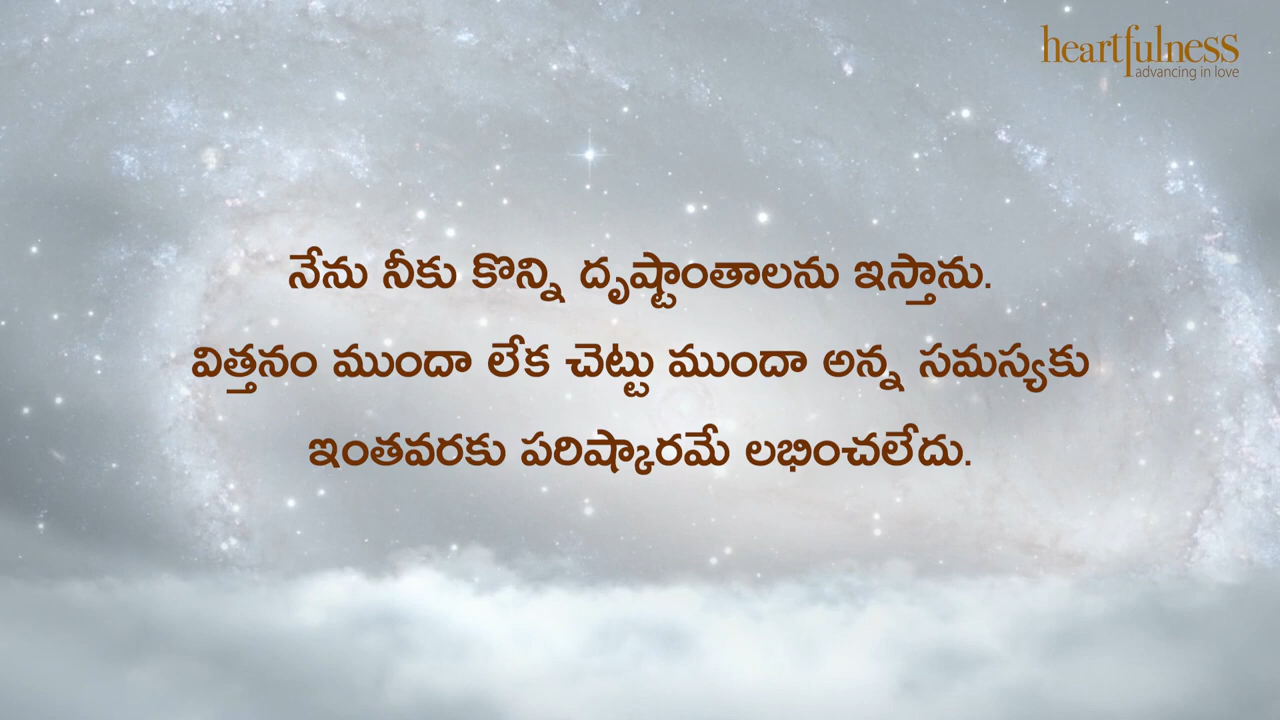 heartfulness
advancing in love
నేను నీకు కొన్ని దృష్టాంతాలను ఇస్తాను.
విత్తనం ముందా లేక చెట్టు ముందా అన్న సమస్యకు
ఇంతవరకు పరిష్కారమే లభించలేదు.